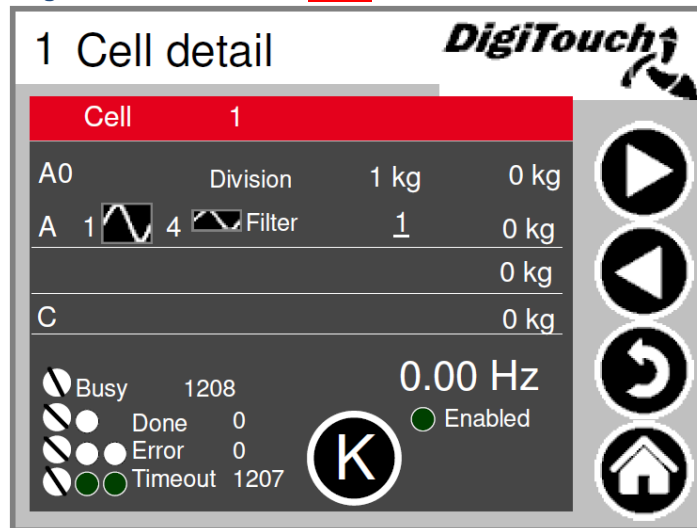 1 Cell detail
DigiTouch
Cell 1
A0 Division 1 kg 0 kg
A 1 4 Filter 1 0 kg
0 kg
C 0 kg
0.00 Hz
Busy 1208
Enabled
Done 0
Error 0
Timeout 1207
K